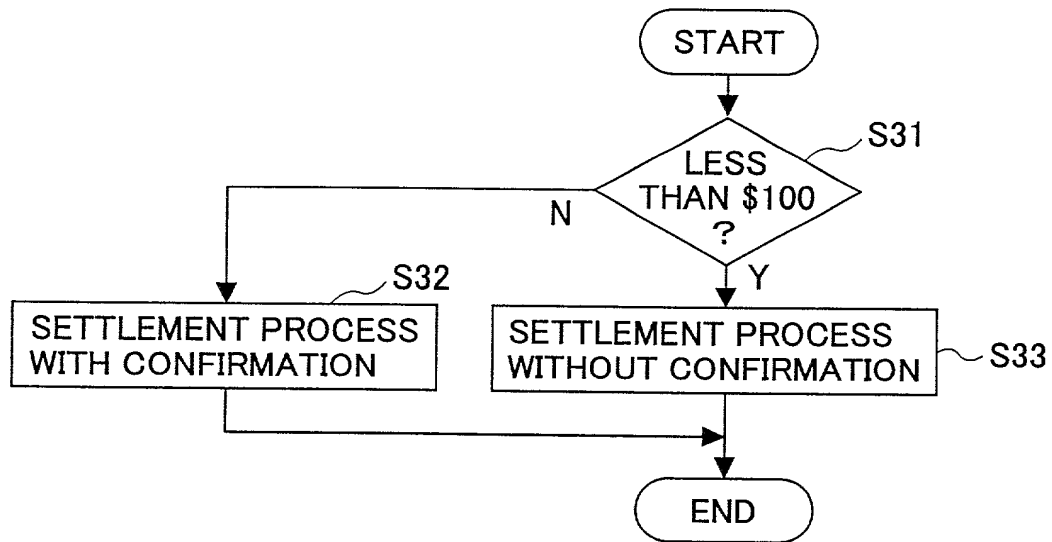 START
S31
LESS
THAN $100
?
N
Y
S32
SETTLEMENT PROCESS
WITH CONFIRMATION
SETTLEMENT PROCESS
WITHOUT CONFIRMATION
S33
END